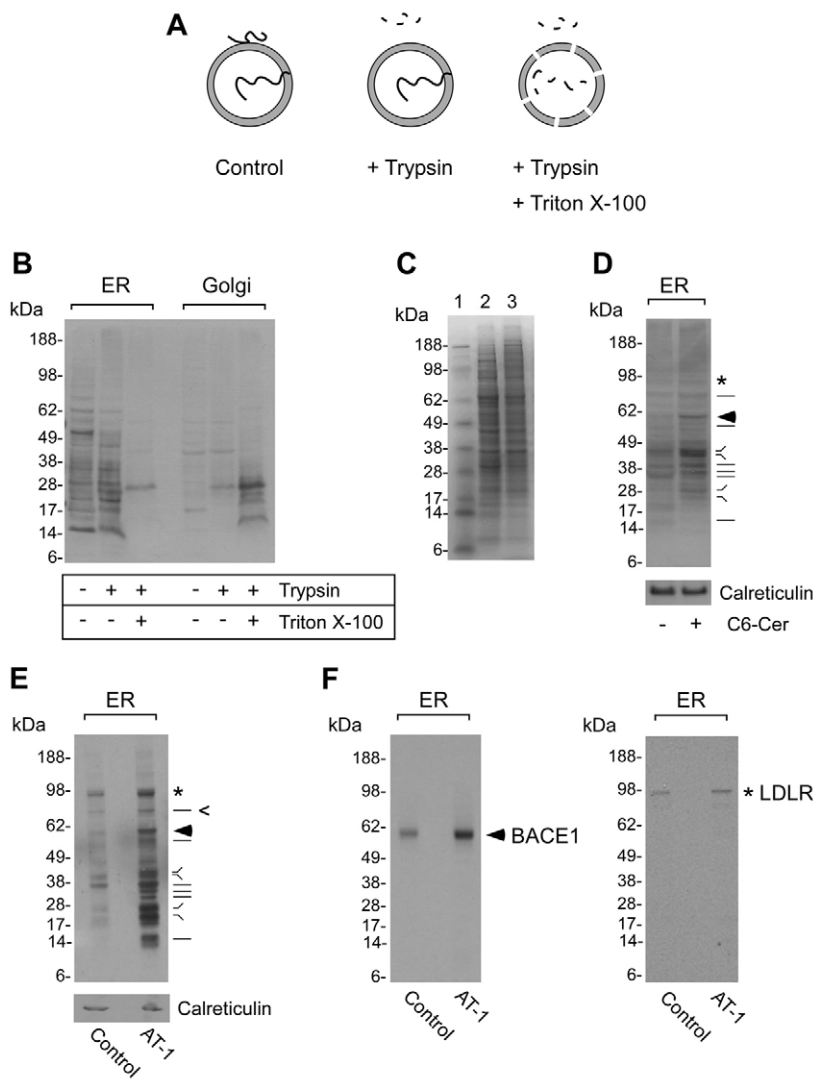 A
Control
+ Trypsin
+ Trypsin
+ Triton X-100
B
ER
Golgi
kDa
188-
98-
62-
49-
38-
28-
17-
14-
6-
- + + - + + Trypsin
- - + - - + Triton X-100
C
kDa
1 2 3
188-
98-
62-
49-
38-
28-
17-
14-
6-
D
ER
kDa
188-
98-
*
62-
49-
38-
28-
17-
14-
6-
Calreticulin
- + C6-Cer
E
ER
kDa
188-
98-
*
<
62-
49-
38-
28-
17-
14-
6-
Calreticulin
Control
AT-1
F
ER
kDa
188-
98-
62-
BACE1
49-
38-
28-
17-
14-
6-
Control
AT-1
ER
kDa
188-
98-
* LDLR
62-
49-
38-
28-
17-
14-
6-
Control
AT-1